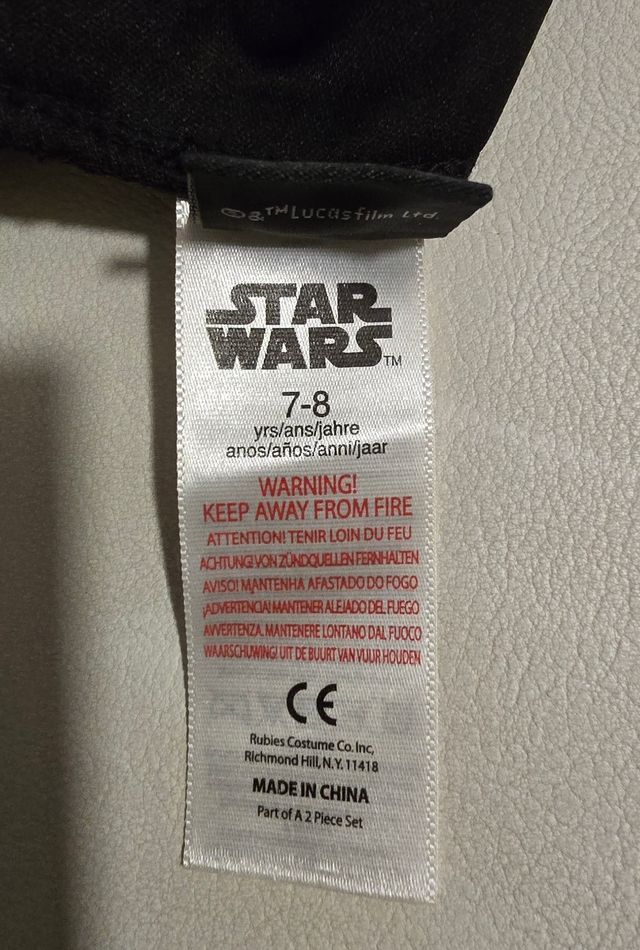 ©&™Lucasfilm Ltd.
STAR
WARS™
7-8
yrs/ans/jahre
anos/años/anni/jaar
WARNING!
KEEP AWAY FROM FIRE
ATTENTION! TENIR LOIN DU FEU
ACHTUNG! VON ZÜNDQUELLEN FERNHALTEN
AVISO! MANTENHA AFASTADO DO FOGO
¡ADVERTENCIA! MANTENER ALEJADO DEL FUEGO
AVVERTENZA. MANTENERE LONTANO DAL FUOCO
WAARSCHUWING! UIT DE BUURT VAN VUUR HOUDEN
CE
Rubies Costume Co. Inc,
Richmond Hill, N.Y. 11418
MADE IN CHINA
Part of A 2 Piece Set